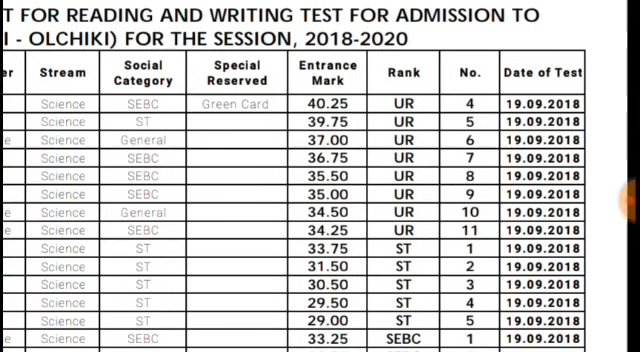 T FOR READING AND WRITING TEST FOR ADMISSION TO
I - OLCHIKI) FOR THE SESSION, 2018-2020
er Stream Social Category Special Reserved Entrance Mark Rank No. Date of Test
Science SEBC Green Card 40.25 UR 4 19.09.2018
Science ST 39.75 UR 5 19.09.2018
e Science General 37.00 UR 6 19.09.2018
Science SEBC 36.75 UR 7 19.09.2018
Science SEBC 35.50 UR 8 19.09.2018
Science SEBC 35.00 UR 9 19.09.2018
e Science General 34.50 UR 10 19.09.2018
e Science SEBC 34.25 UR 11 19.09.2018
Science ST 33.75 ST 1 19.09.2018
Science ST 31.50 ST 2 19.09.2018
Science ST 30.50 ST 3 19.09.2018
Science ST 29.50 ST 4 19.09.2018
Science ST 29.00 ST 5 19.09.2018
e Science SEBC 33.25 SEBC 1 19.09.2018